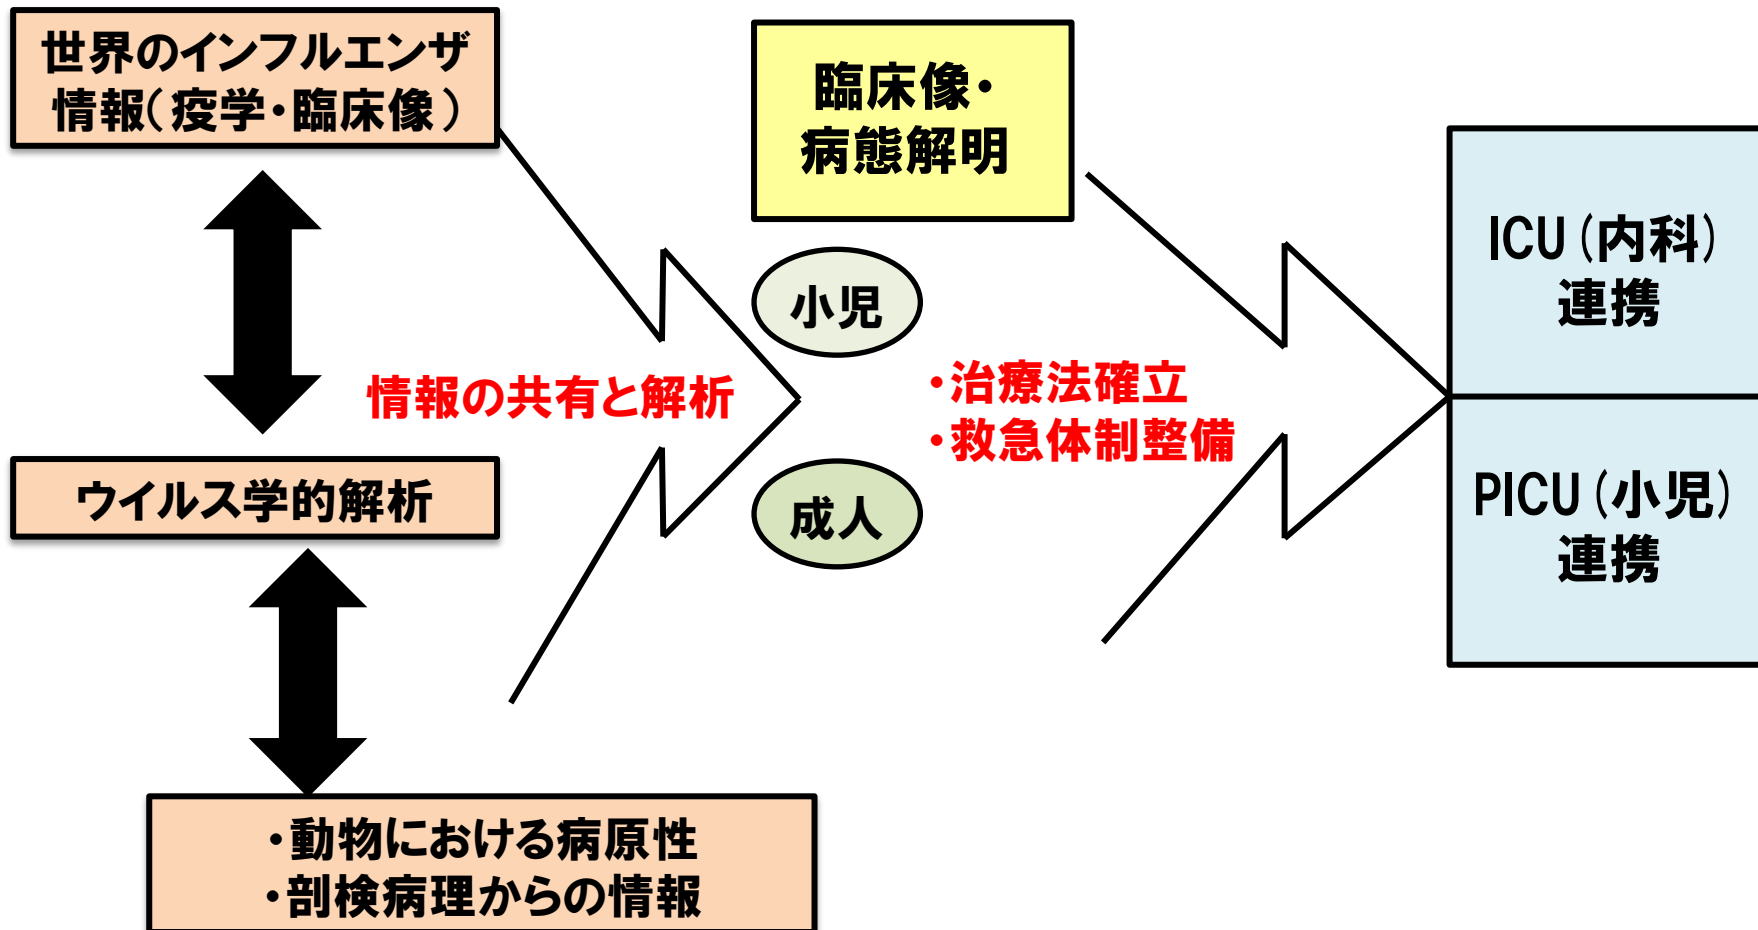 世界のインフルエンザ
情報(疫学・臨床像)
ウイルス学的解析
・動物における病原性
・剖検病理からの情報
情報の共有と解析
臨床像・
病態解明
小児
成人
・治療法確立
・救急体制整備
ICU(内科)
連携
PICU(小児)
連携